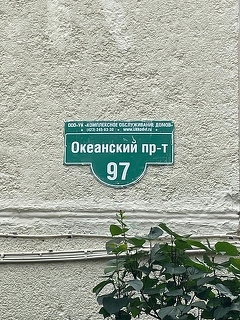 ООО«УК «КОМПЛЕКСНОЕ ОБСЛУЖИВАНИЕ ДОМОВ»
Океанский пр-т
97